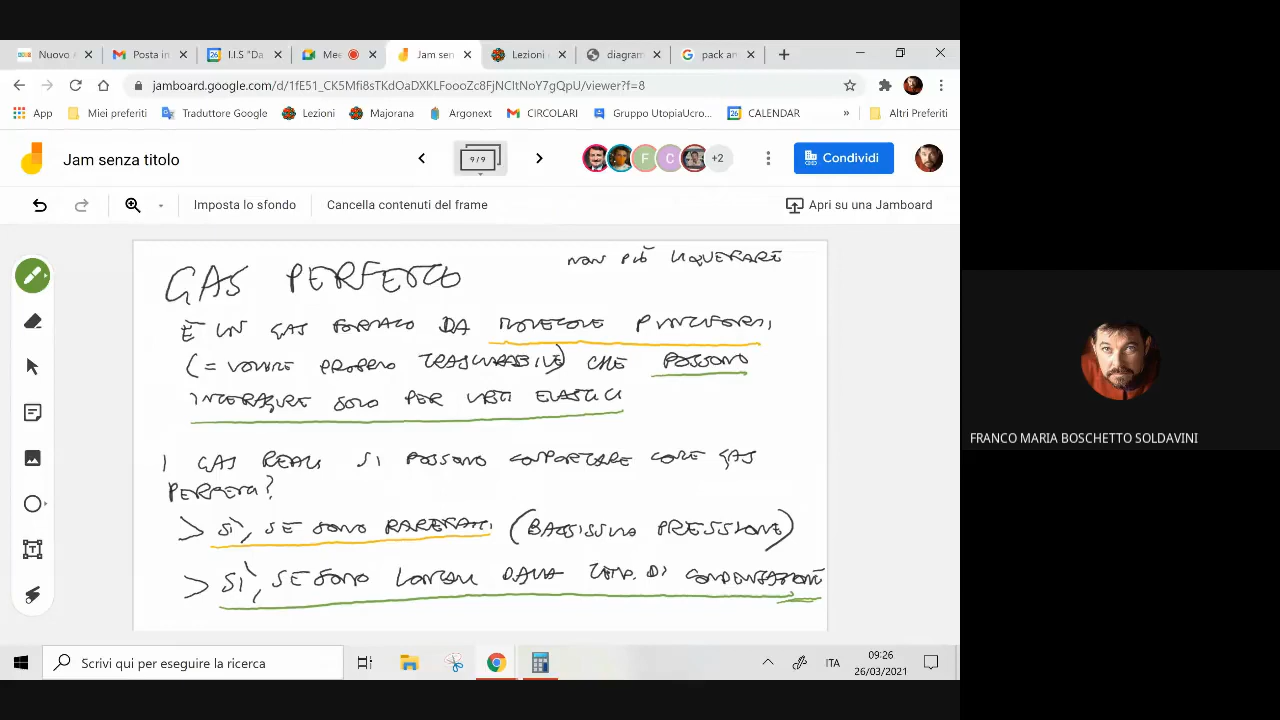 Nuovo A
Posta in
I.I.S "Da
Mee
Jam sen
Lezioni
diagram
pack ar
jamboard.google.com/d/1fE51_CK5Mfi8sTKdOaDXKLFoooZc8FjNCltNoY7gQpU/viewer?f=8
App
Miei preferiti
Traduttore Google
Lezioni
Majorana
Argonext
CIRCOLARI
Gruppo UtopiaUcro...
CALENDAR
»
Altri Preferiti
Jam senza titolo
9/9
F
C
+2
Condividi
Imposta lo sfondo
Cancella contenuti del frame
Apri su una Jamboard
NON PIÙ LIQUEFARE
GAS PERFETTO
È UN GAS FORMATO DA MOLECOLE PUNTIFORMI
(= VOLUME PROPRIO TRASCURABILE) CHE POSSONO
INTERAGIRE SOLO PER URTI ELASTICI
I GAS REALI SI POSSONO COMPORTARE COME GAS
PERFETTI?
> SÌ, SE SONO RAREFATTI (BASSISSIMA PRESSIONE)
> SÌ, SE SONO LONTANI DALLA TEMP. DI CONDENSAZIONE
FRANCO MARIA BOSCHETTO SOLDAVINI
Scrivi qui per eseguire la ricerca
ITA
09:26
26/03/2021